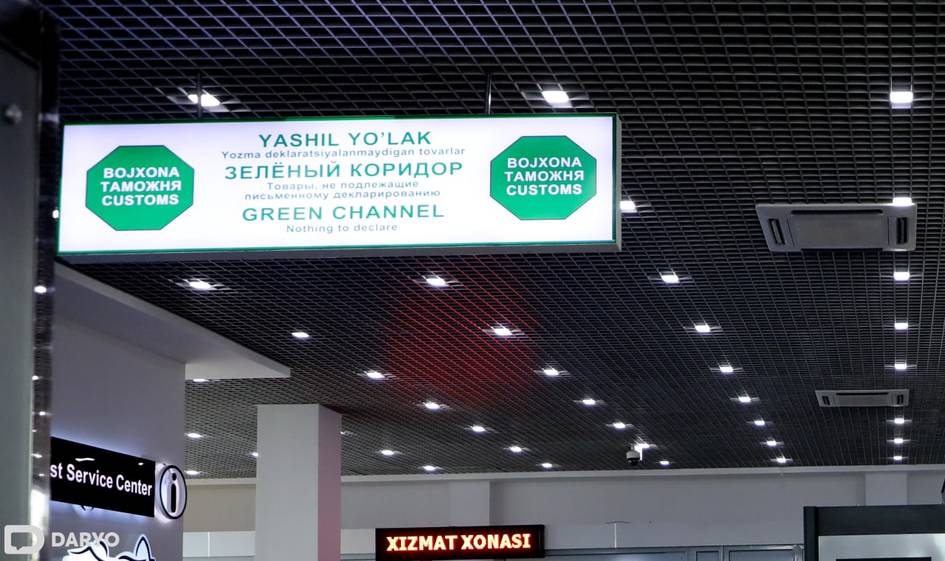 BOJXONA
ТАМОЖНЯ
CUSTOMS
YASHIL YO'LAK
Yozma deklaratsiyalanmaydigan tovarlar
ЗЕЛЁНЫЙ КОРИДОР
Товары, не подлежащие
письменному декларированию
GREEN CHANNEL
Nothing to declare
BOJXONA
ТАМОЖНЯ
CUSTOMS
st Service Center
i
DARYO
XIZMAT XONASI